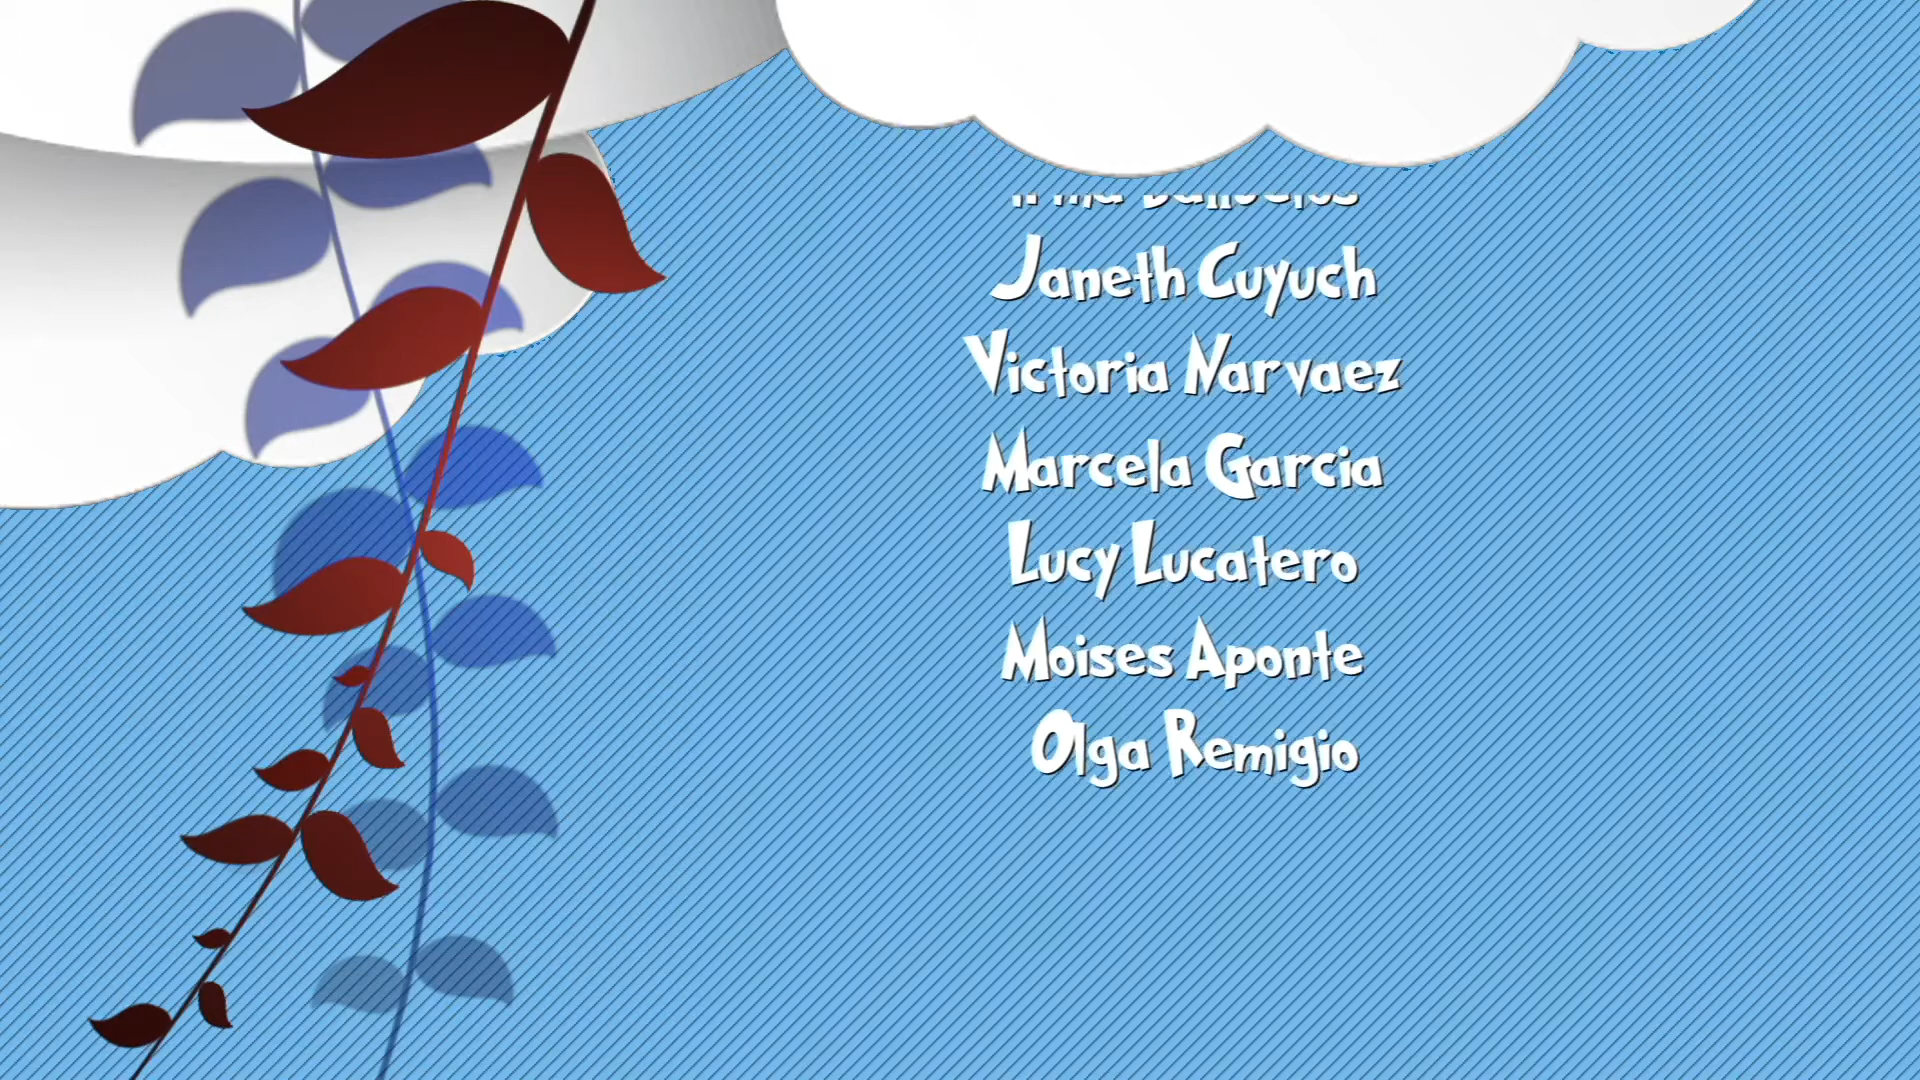 Janeth Cuyuch
Victoria Narvaez
Marcela Garcia
Lucy Lucatero
Moises Aponte
Olga Remigio